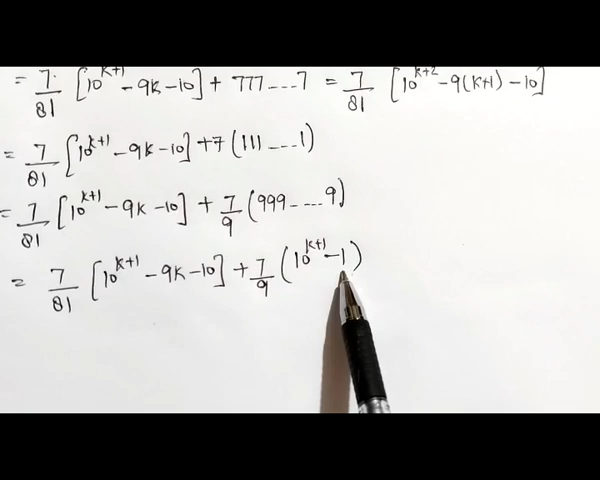 = 7/81 [10^k+1 - 9k - 10] + 777....7 = 7/81 [10^k+2 - 9(k+1) - 10]
= 7/81 [10^k+1 - 9k - 10] + 7 (111....1)
= 7/81 [10^k+1 - 9k - 10] + 7/9 (999.....9)
= 7/81 [10^k+1 - 9k - 10] + 7/9 (10^k+1 - 1)